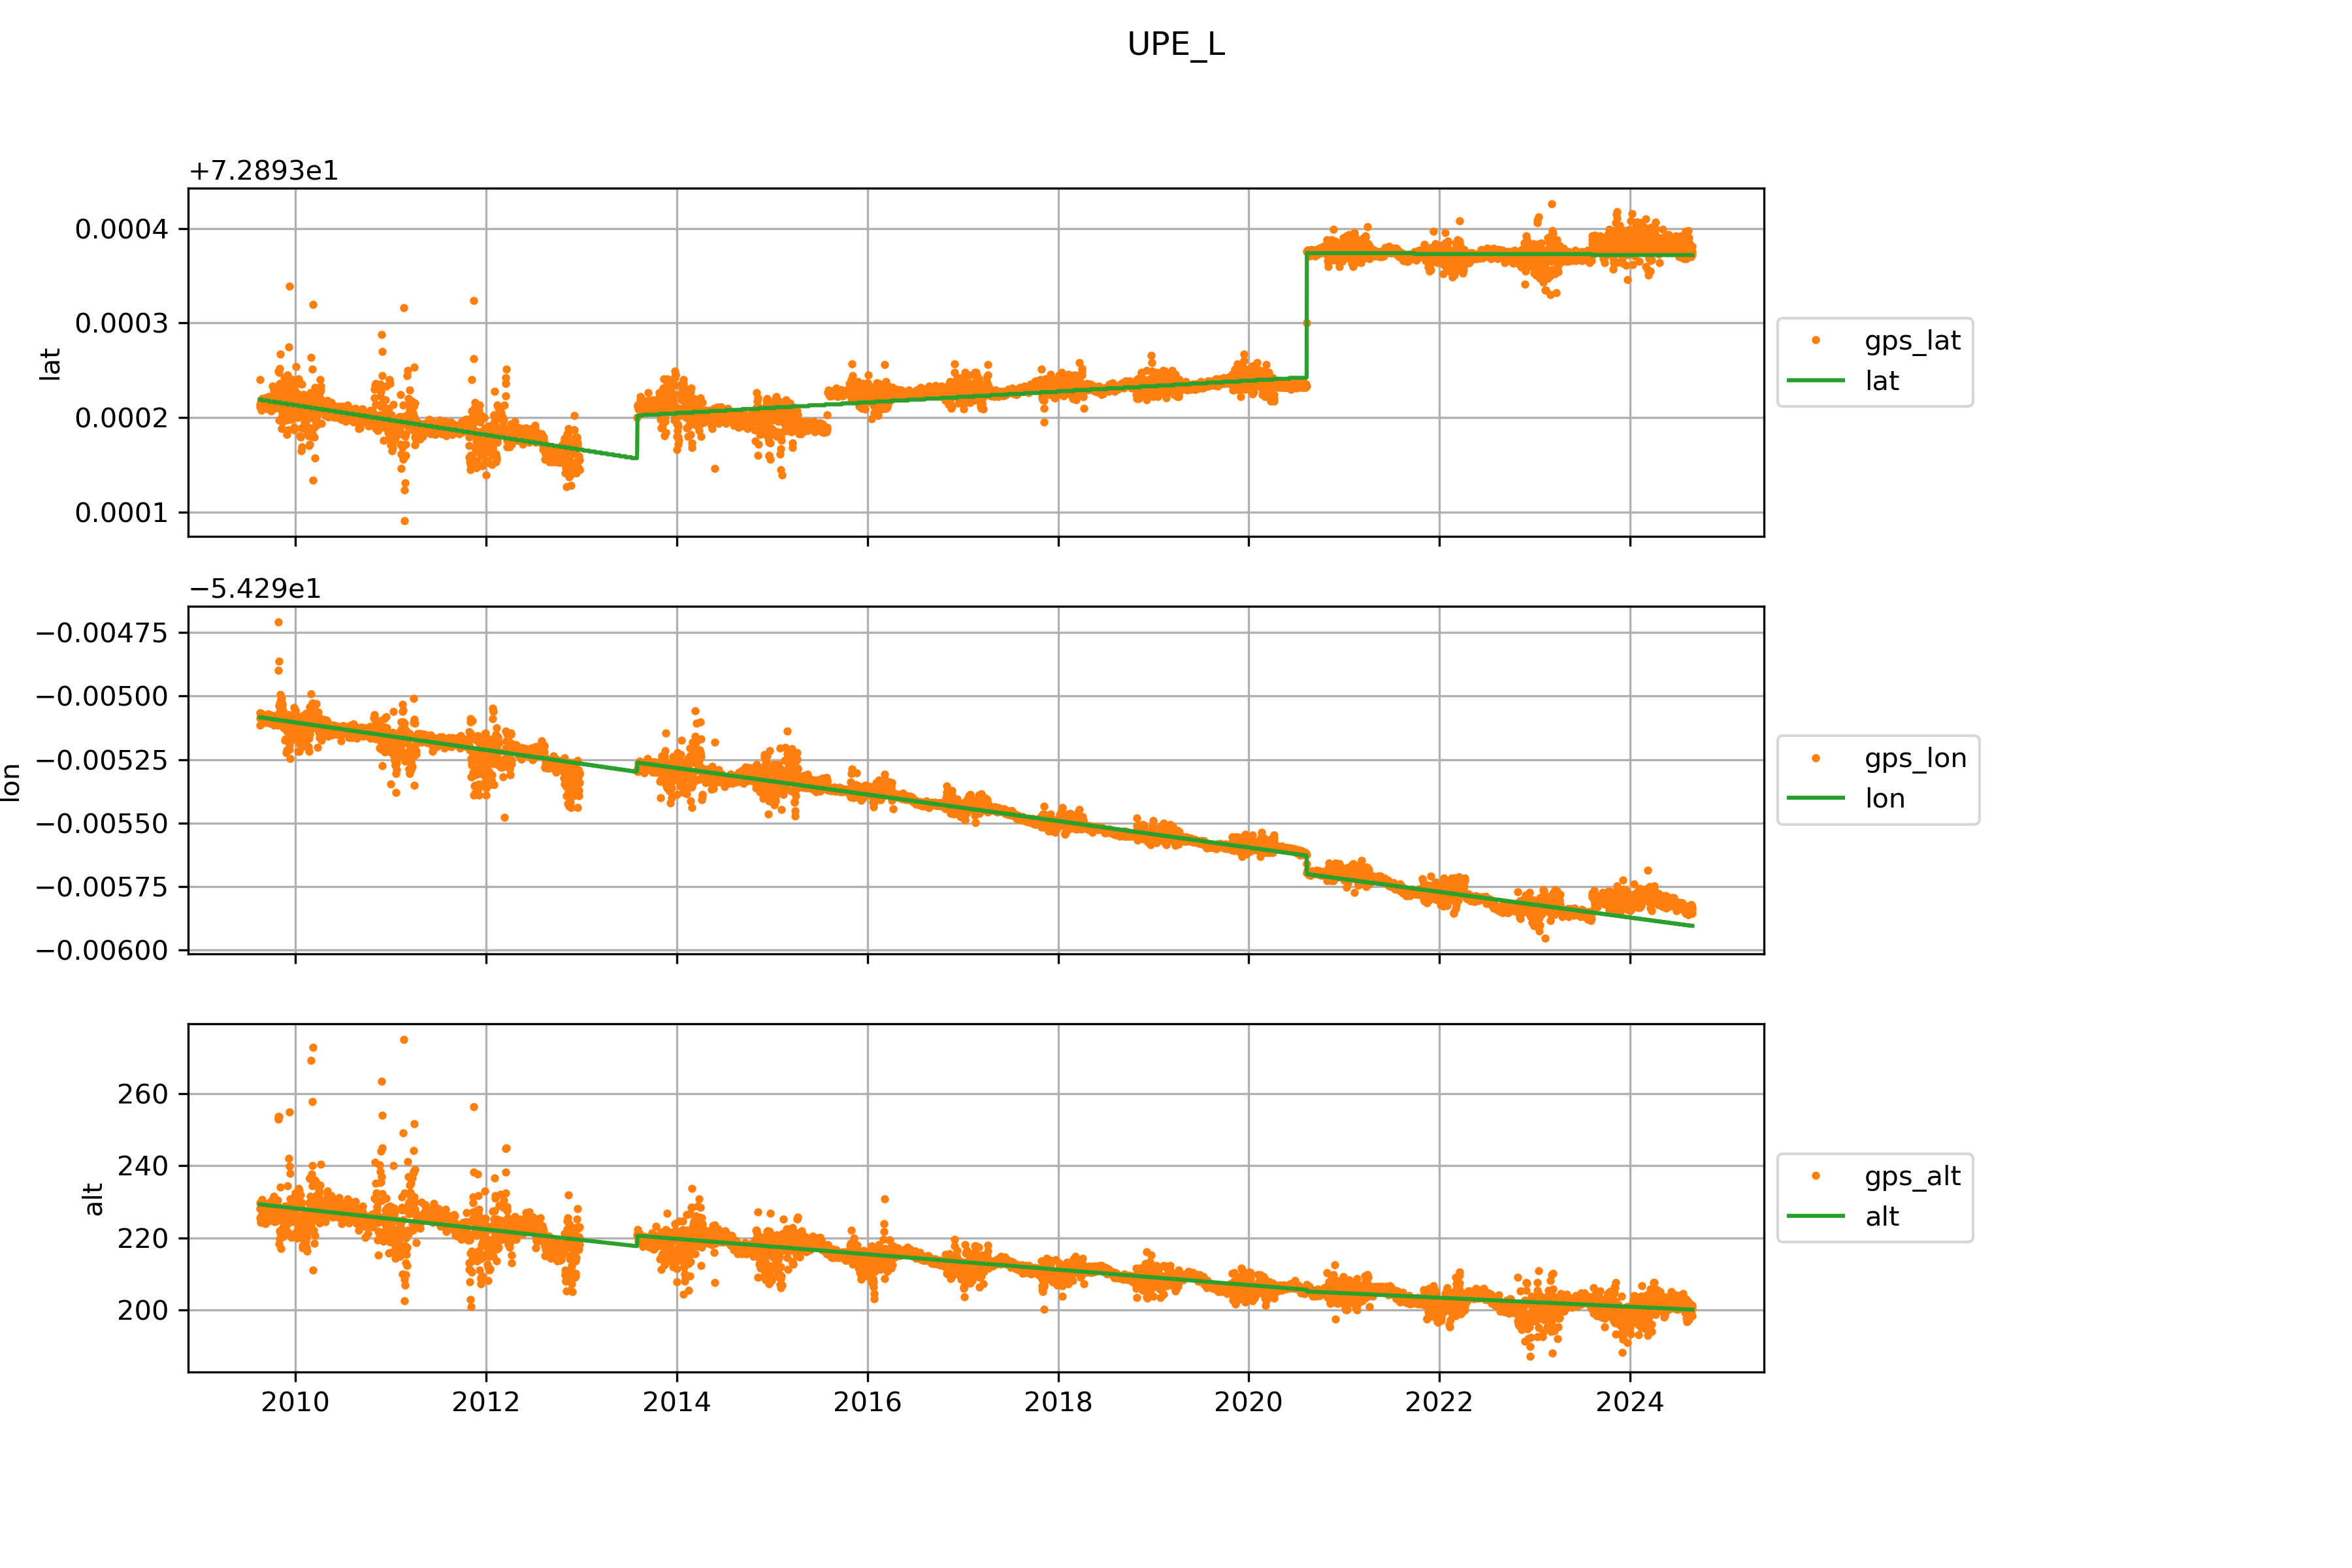 UPE_L
+7.2893e1
0.0004
0.0003
0.0002
0.0001
lat
gps_lat
lat
−5.429e1
−0.00475
−0.00500
−0.00525
−0.00550
−0.00575
−0.00600
lon
gps_lon
lon
260
240
220
200
alt
gps_alt
alt
2010 2012 2014 2016 2018 2020 2022 2024